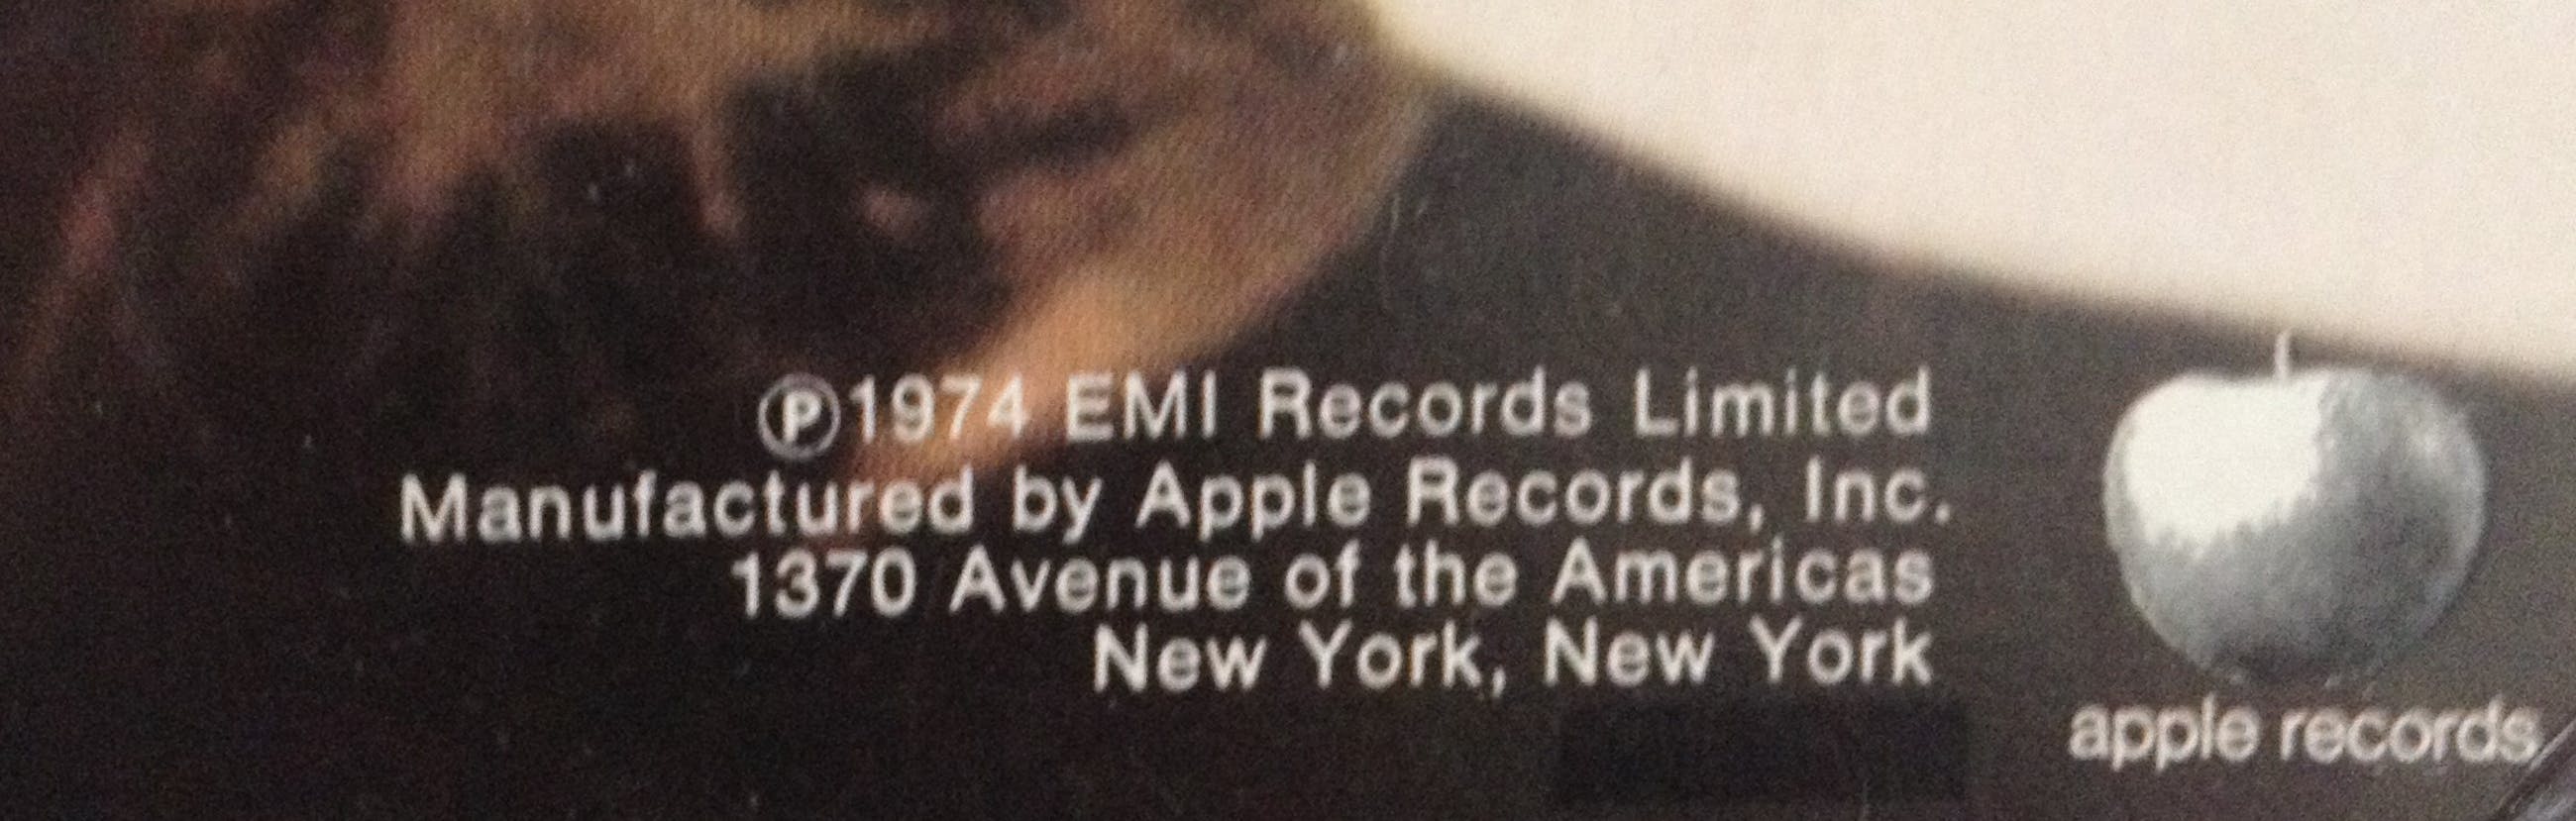 Ⓟ1974 EMI Records Limited
Manufactured by Apple Records, Inc.
1370 Avenue of the Americas
New York, New York
apple records